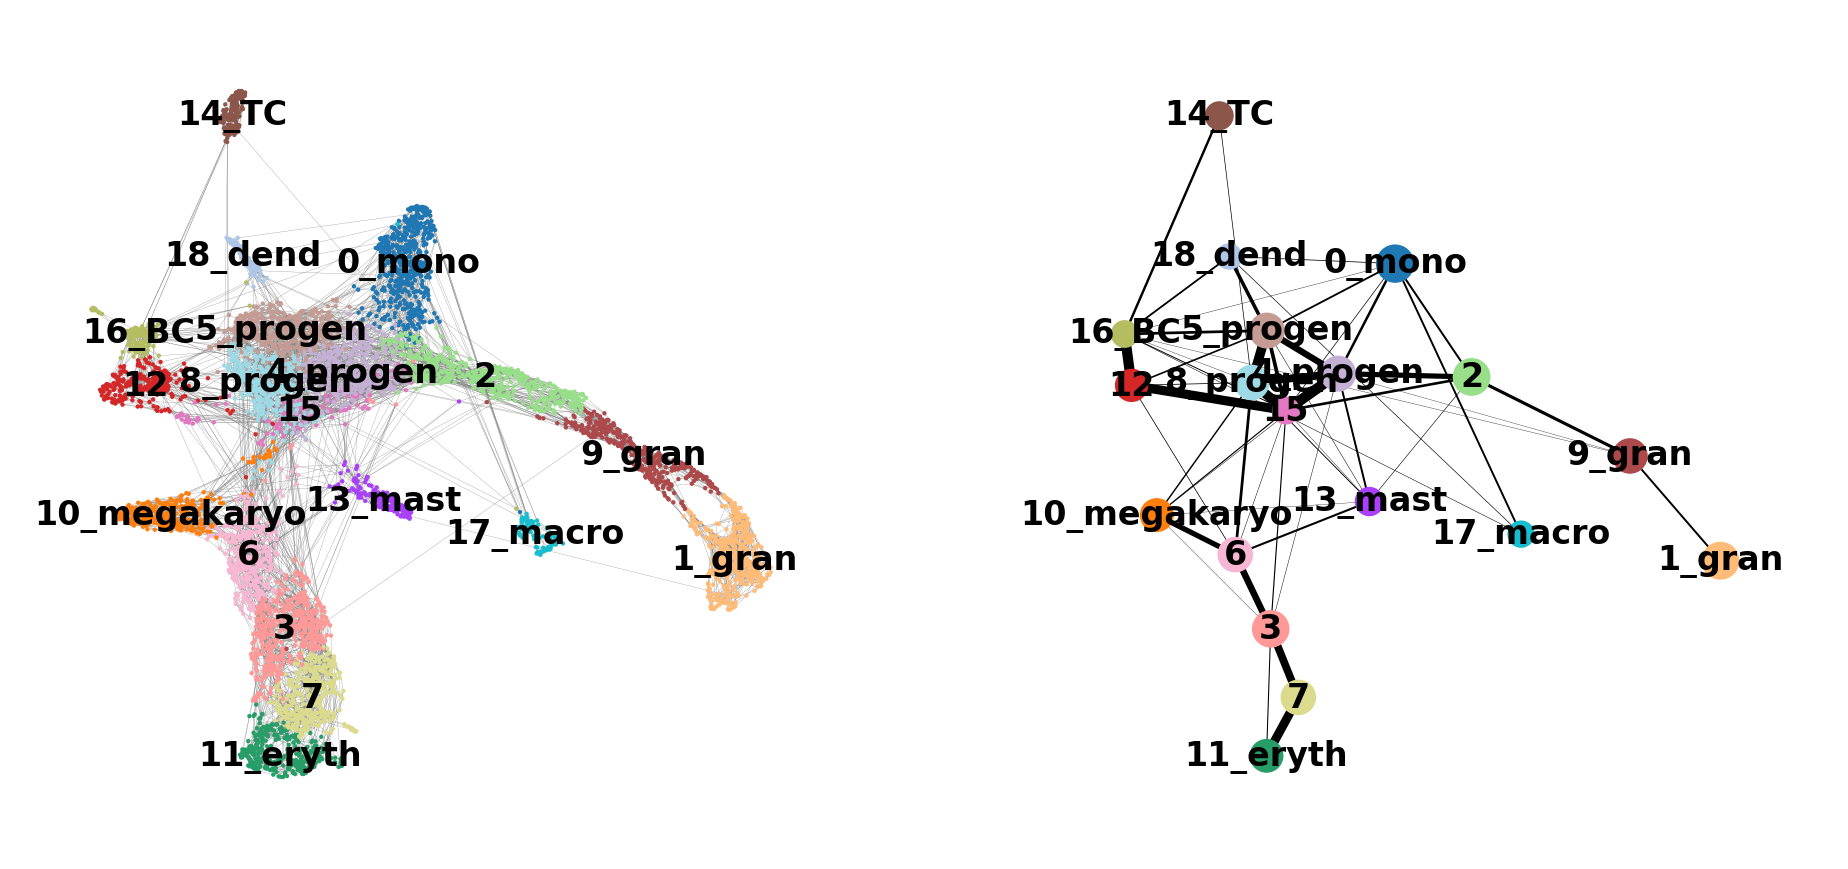 14_TC
18_dend
0_mono
16_BC
5_progen
4_progen
12
8_progen
2
15
9_gran
10_megakaryo
13_mast
17_macro
6
1_gran
3
7
11_eryth
14_TC
18_dend
0_mono
16_BC
5_progen
4_progen
12
8_progen
2
15
9_gran
10_megakaryo
13_mast
17_macro
6
1_gran
3
7
11_eryth